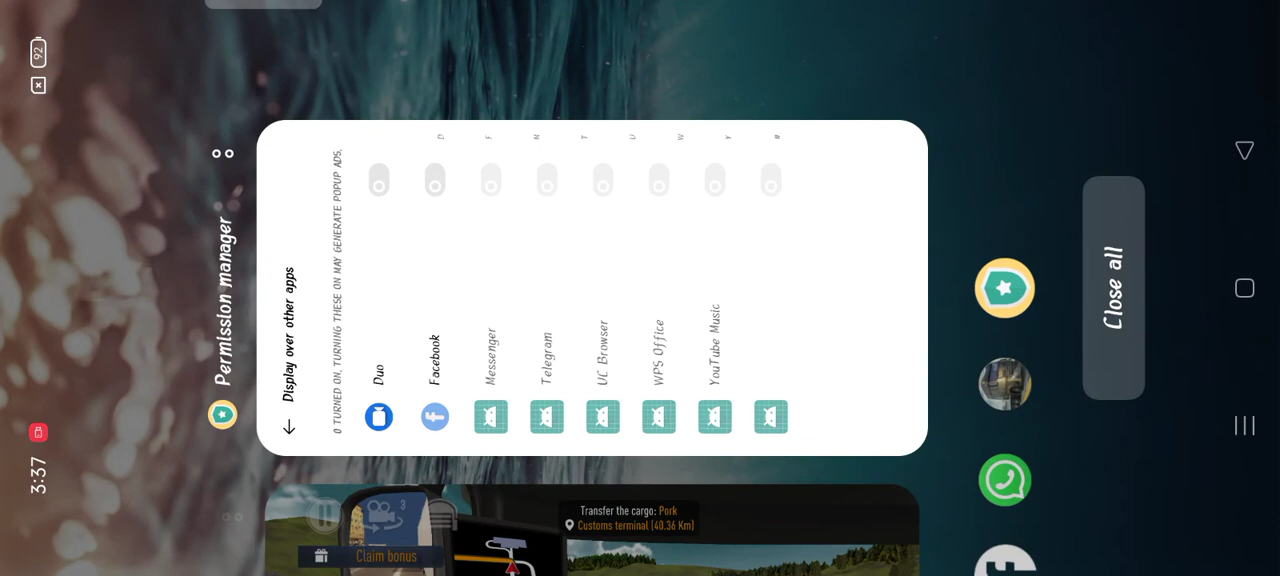 3:37
92
Permission manager
Display over other apps
0 TURNED ON. TURNING THESE ON MAY GENERATE POPUP ADS.
Duo
Facebook
Messenger
Telegram
UC Browser
WPS Office
YouTube Music
D
F
M
T
U
W
Y
#
3
Transfer the cargo: Pork
Customs terminal (40.36 Km)
Claim bonus
Close all